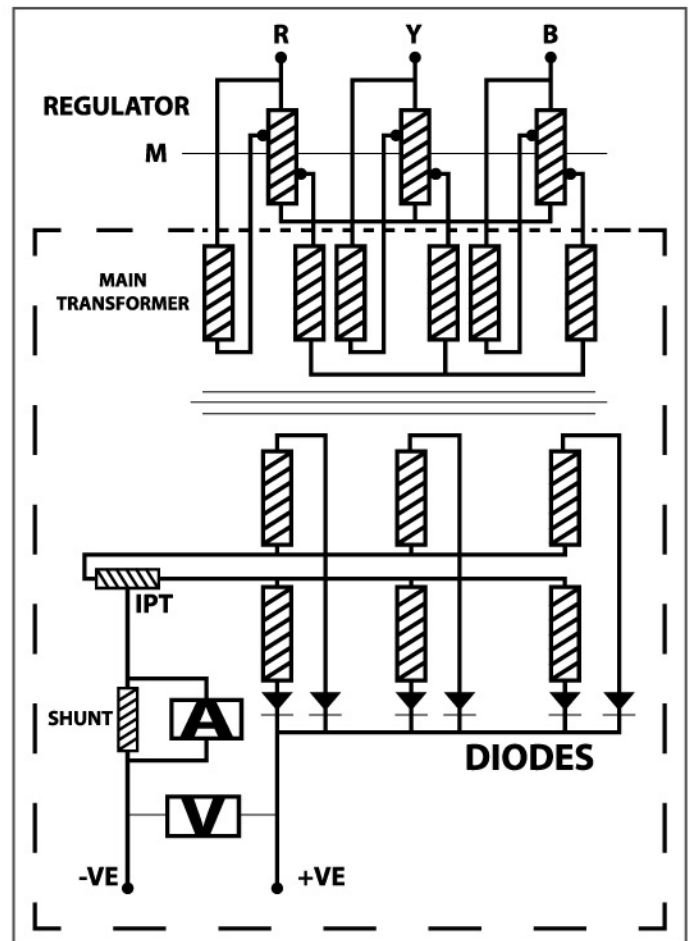 R Y B
REGULATOR
M
MAIN
TRANSFORMER
IPT
SHUNT
A
DIODES
V
-VE +VE